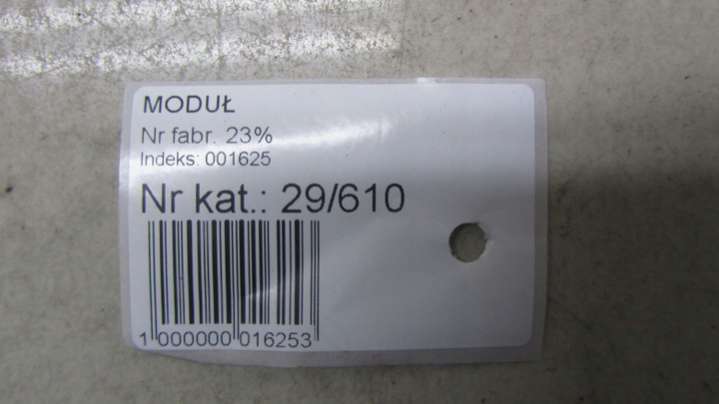 MODUŁ
Nr fabr. 23%
Indeks: 001625
Nr kat.: 29/610
1 000000 016253